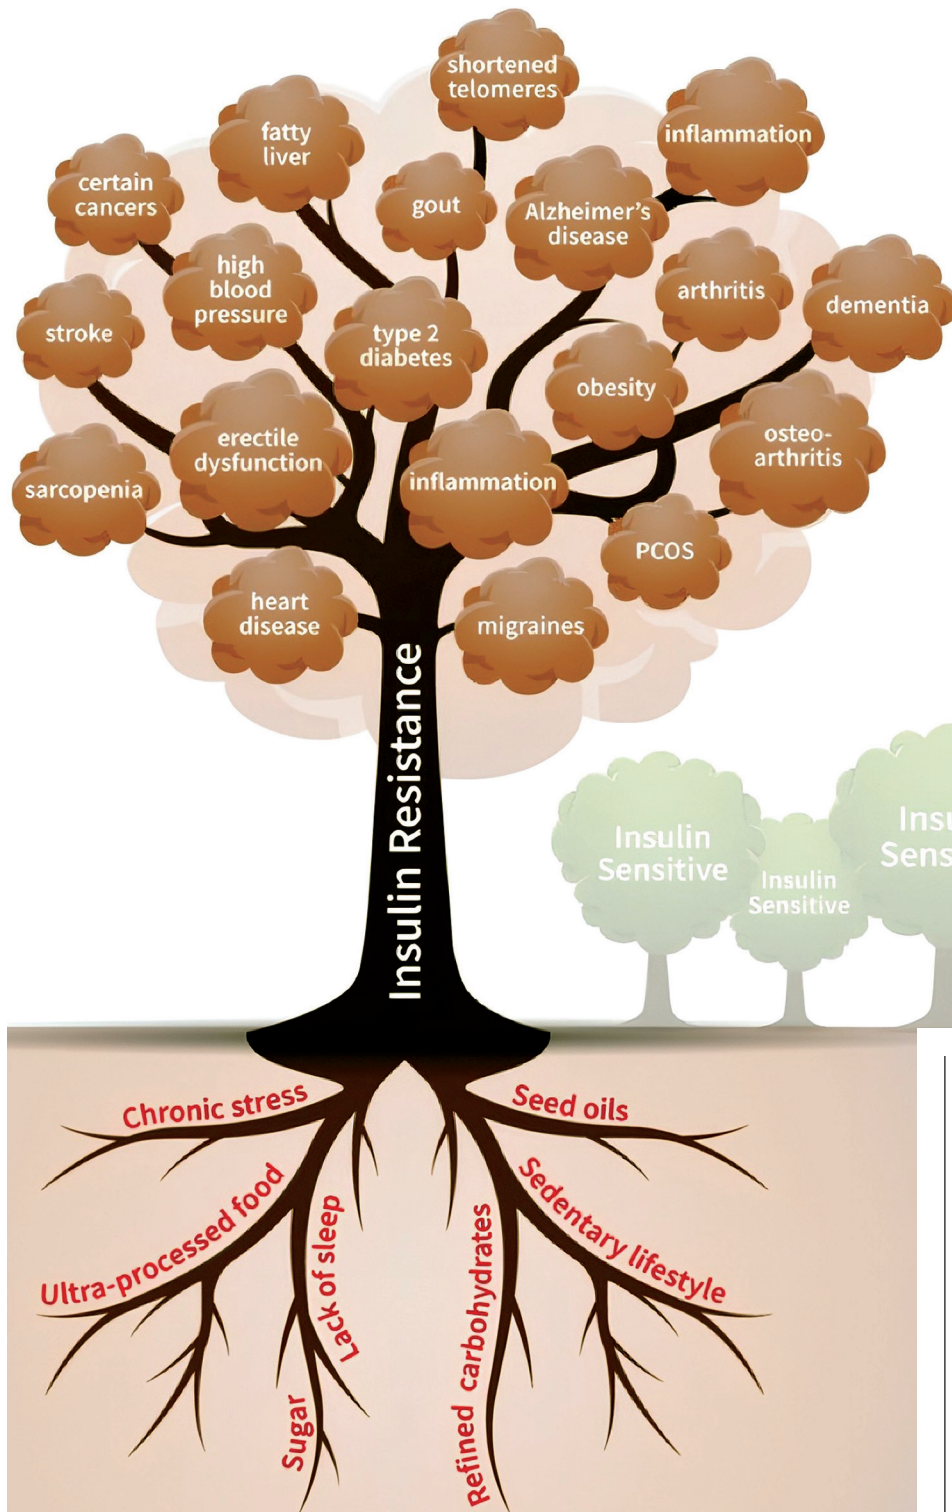 shortened
telomeres
fatty
liver
inflammation
certain
cancers
gout
Alzheimer's
disease
high
blood
pressure
arthritis
dementia
stroke
type 2
diabetes
obesity
erectile
dysfunction
osteo-
arthritis
sarcopenia
inflammation
PCOS
heart
disease
migraines
Insulin Resistance
Insulin
Sensitive
Insulin
Sensitive
Insu
Sens
Chronic stress
Seed oils
Ultra-processed food
Lack of sleep
Sugar
Refined carbohydrates
Sedentary lifestyle